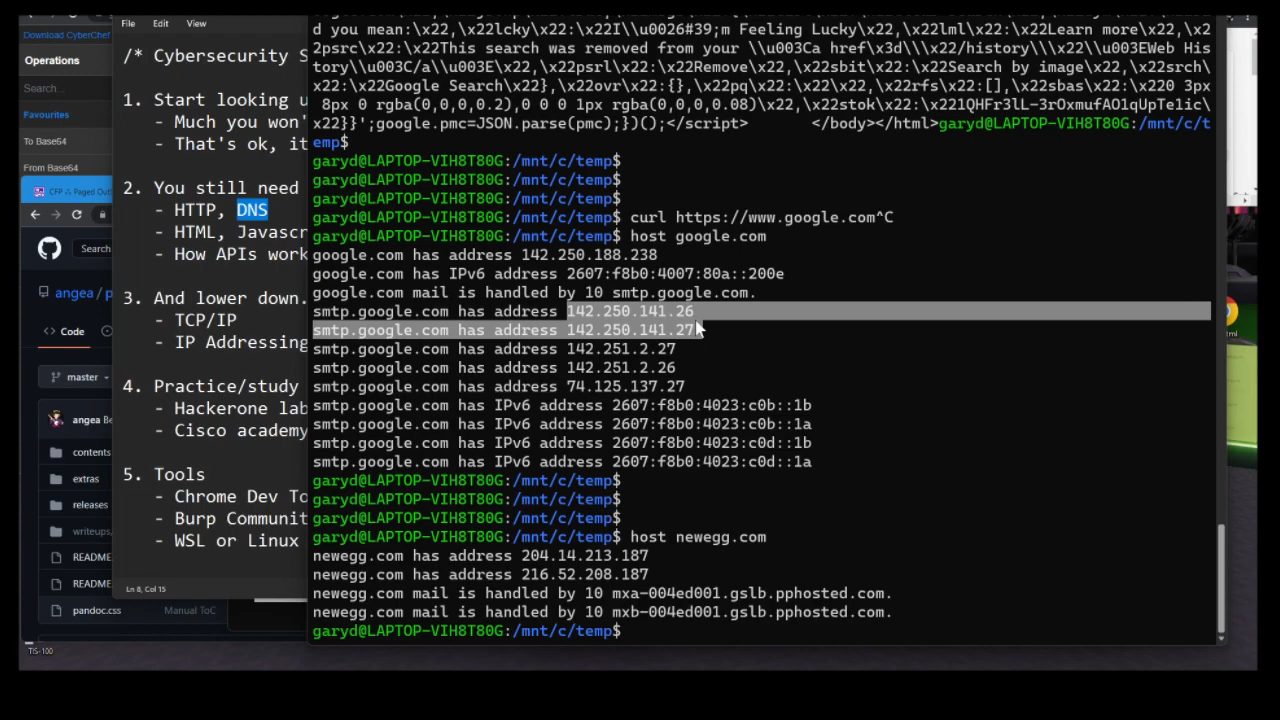 Download CyberChef
Operations
Search...
Favourites
To Base64
From Base64
CFP
Paged Out
Search
angea / p
Code
master
angea Be
contents
extras
releases
writeups/
README
README
pandoc.css Manual ToC
TIS-100
File Edit View
/* Cybersecurity S
1. Start looking u
- Much you won'
- That's ok, it
2. You still need
- HTTP, DNS
- HTML, Javascr
- How APIs work
3. And lower down.
- TCP/IP
- IP Addressing
4. Practice/study
- Hackerone lab
- Cisco academy
5. Tools
- Chrome Dev To
- Burp Communit
- WSL or Linux
Ln 8, Col 15
d you mean:\x22,\x22lcky\x22:\x22I\\u0026#39;m Feeling Lucky\x22,\x22lml\x22:\x22Learn more\x22,\x2
2psrc\x22:\x22This search was removed from your \\u003Ca href\x3d\\\x22/history\\\x22\\u003EWeb His
tory\\u003C/a\\u003E\x22,\x22psrl\x22:\x22Remove\x22,\x22sbit\x22:\x22Search by image\x22,\x22srch\
x22:\x22Google Search\x22},\x22ovr\x22:{},\x22pq\x22:\x22\x22,\x22rfs\x22:[],\x22sbas\x22:\x220 3px
8px 0 rgba(0,0,0,0.2),0 0 0 1px rgba(0,0,0,0.08)\x22,\x22stok\x22:\x221QHFr3lL-3rOxmufAO1qUpTe1ic\
x22}}';google.pmc=JSON.parse(pmc);})();</script> </body></html>garyd@LAPTOP-VIH8T80G:/mnt/c/t
emp$
garyd@LAPTOP-VIH8T80G:/mnt/c/temp$
garyd@LAPTOP-VIH8T80G:/mnt/c/temp$
garyd@LAPTOP-VIH8T80G:/mnt/c/temp$
garyd@LAPTOP-VIH8T80G:/mnt/c/temp$ curl https://www.google.com^C
garyd@LAPTOP-VIH8T80G:/mnt/c/temp$ host google.com
google.com has address 142.250.188.238
google.com has IPv6 address 2607:f8b0:4007:80a::200e
google.com mail is handled by 10 smtp.google.com.
smtp.google.com has address 142.250.141.26
smtp.google.com has address 142.250.141.27
smtp.google.com has address 142.251.2.27
smtp.google.com has address 142.251.2.26
smtp.google.com has address 74.125.137.27
smtp.google.com has IPv6 address 2607:f8b0:4023:c0b::1b
smtp.google.com has IPv6 address 2607:f8b0:4023:c0b::1a
smtp.google.com has IPv6 address 2607:f8b0:4023:c0d::1b
smtp.google.com has IPv6 address 2607:f8b0:4023:c0d::1a
garyd@LAPTOP-VIH8T80G:/mnt/c/temp$
garyd@LAPTOP-VIH8T80G:/mnt/c/temp$
garyd@LAPTOP-VIH8T80G:/mnt/c/temp$
garyd@LAPTOP-VIH8T80G:/mnt/c/temp$ host newegg.com
newegg.com has address 204.14.213.187
newegg.com has address 216.52.208.187
newegg.com mail is handled by 10 mxa-004ed001.gslb.pphosted.com.
newegg.com mail is handled by 10 mxb-004ed001.gslb.pphosted.com.
garyd@LAPTOP-VIH8T80G:/mnt/c/temp$
html